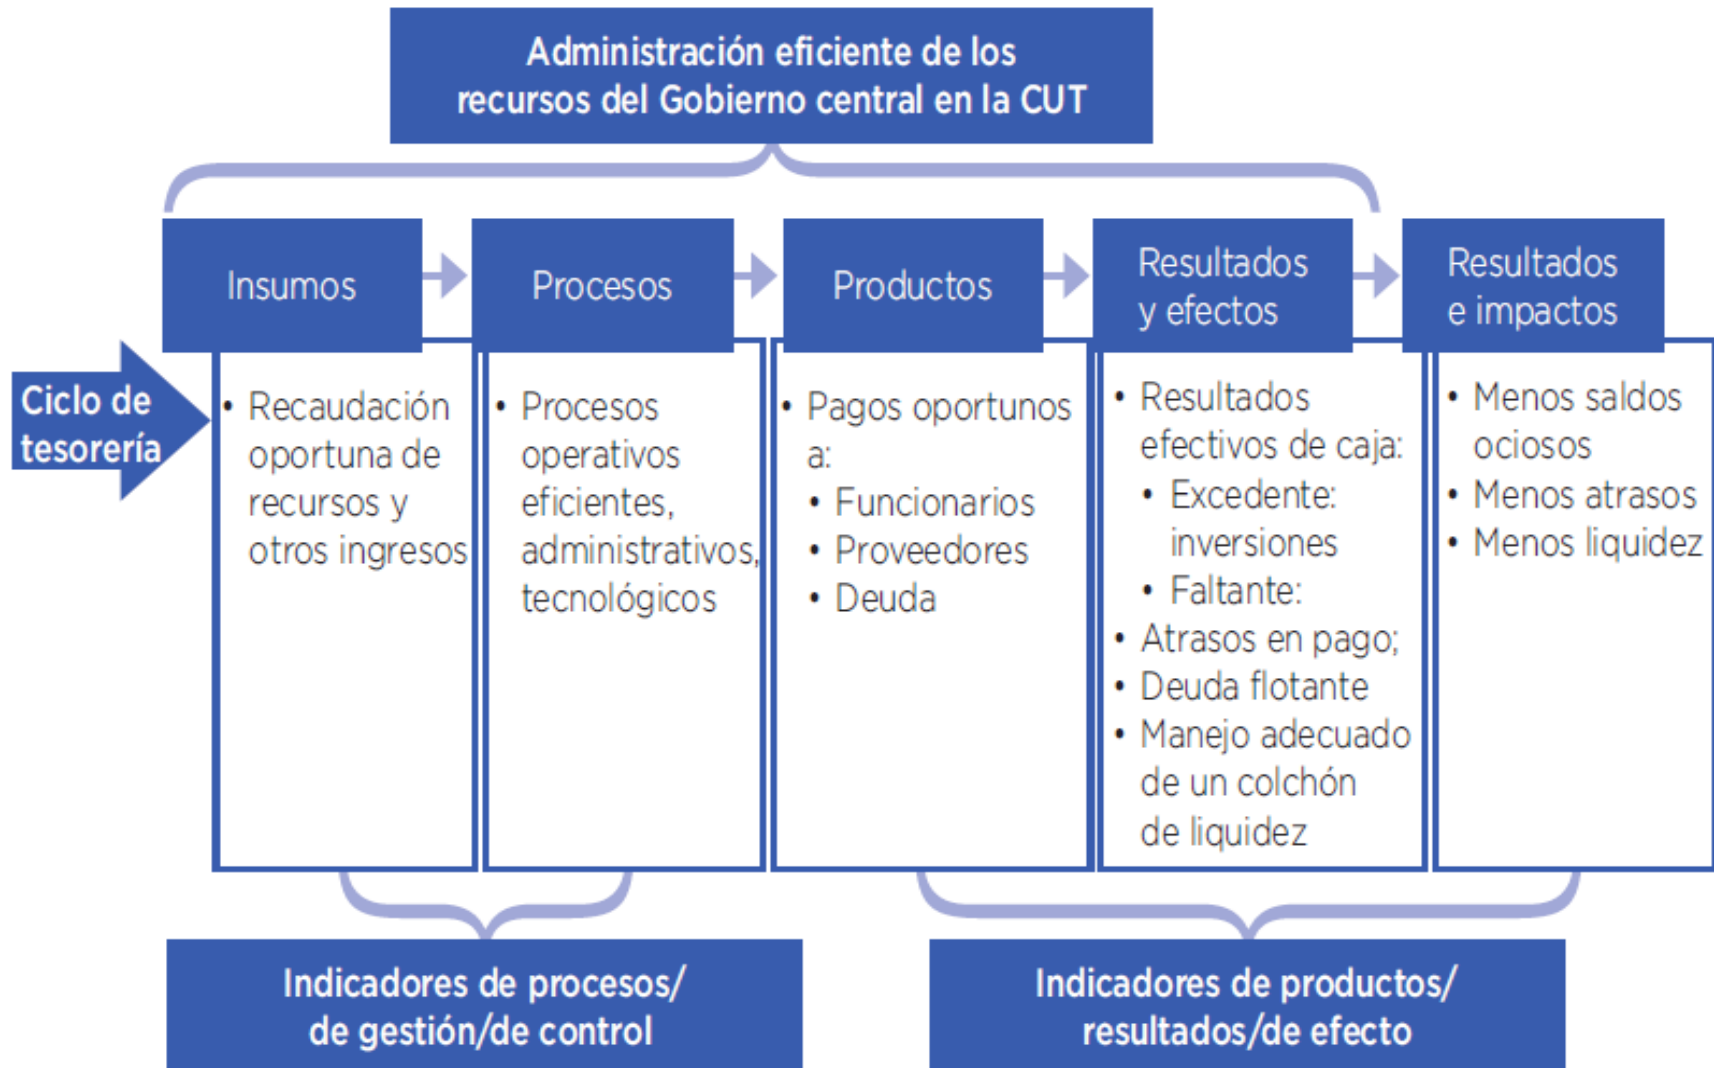 Administración eficiente de los
recursos del Gobierno central en la CUT
Insumos
Procesos
Productos
Resultados
y efectos
Resultados
e impactos
Ciclo de
tesorería
• Recaudación
oportuna de
recursos y
otros ingresos
• Procesos
operativos
eficientes,
administrativos,
tecnológicos
• Pagos oportunos
a:
• Funcionarios
• Proveedores
• Deuda
• Resultados
efectivos de caja:
• Excedente:
inversiones
• Faltante:
• Atrasos en pago;
• Deuda flotante
• Manejo adecuado
de un colchón
de liquidez
• Menos saldos
ociosos
• Menos atrasos
• Menos liquidez
Indicadores de procesos/
de gestión/de control
Indicadores de productos/
resultados/de efecto